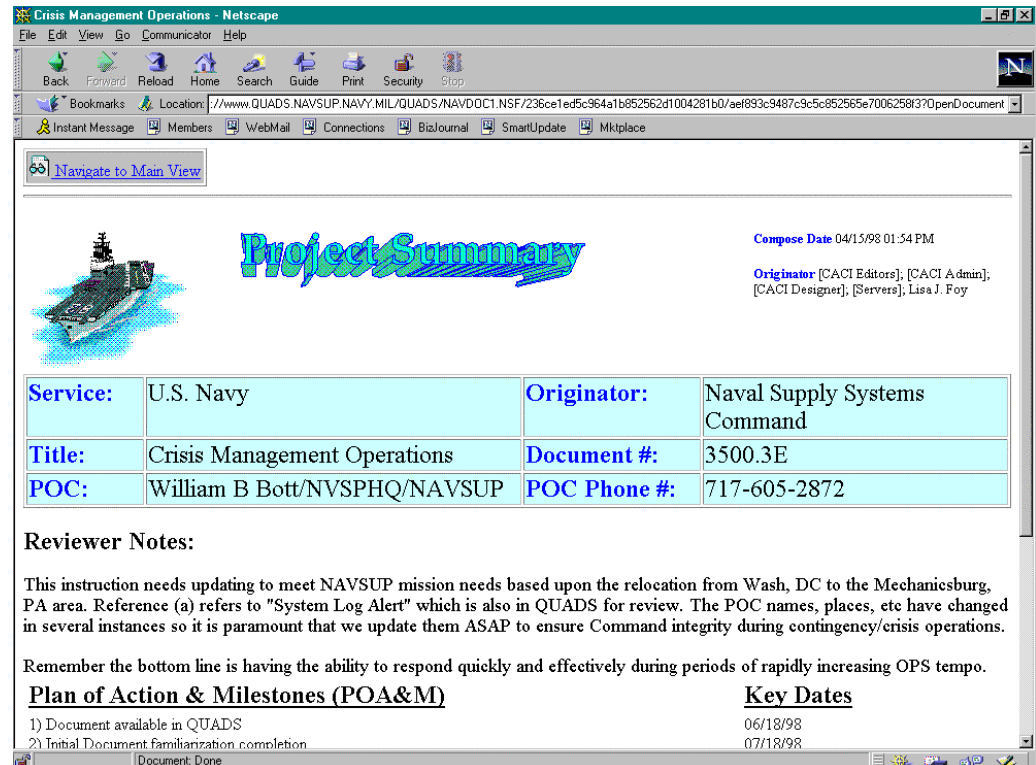 Crisis Management Operations - Netscape
File Edit View Go Communicator Help
Back Forward Reload Home Search Guide Print Security Stop
N
Bookmarks Location: ://www.QUADS.NAVSUP.NAVY.MIL/QUADS/NAVDOC1.NSF/236ce1ed5c964a1b852562d1004281b0/aef893c9487c9c5c852565e7006258f3?OpenDocument
Instant Message Members WebMail Connections BizJournal SmartUpdate Mktplace
Navigate to Main View
Project Summary
Compose Date 04/15/98 01:54 PM
Originator [CACI Editors]; [CACI Admin];
[CACI Designer]; [Servers]; Lisa J. Foy
Service: U.S. Navy Originator: Naval Supply Systems
Command
Title: Crisis Management Operations Document #: 3500.3E
POC: William B Bott/NVSPHQ/NAVSUP POC Phone #: 717-605-2872
Reviewer Notes:
This instruction needs updating to meet NAVSUP mission needs based upon the relocation from Wash, DC to the Mechanicsburg,
PA area. Reference (a) refers to "System Log Alert" which is also in QUADS for review. The POC names, places, etc have changed
in several instances so it is paramount that we update them ASAP to ensure Command integrity during contingency/crisis operations.
Remember the bottom line is having the ability to respond quickly and effectively during periods of rapidly increasing OPS tempo.
Plan of Action & Milestones (POA&M) Key Dates
1) Document available in QUADS 06/18/98
2) Initial Document familiarization completion 07/18/98
Document: Done